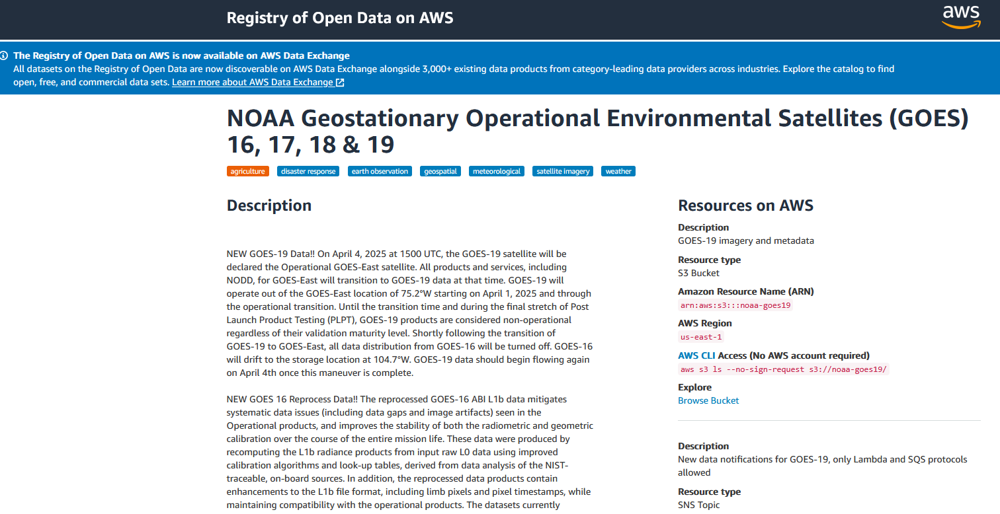 Registry of Open Data on AWS
aws
The Registry of Open Data on AWS is now available on AWS Data Exchange
All datasets on the Registry of Open Data are now discoverable on AWS Data Exchange alongside 3,000+ existing data products from category-leading data providers across industries. Explore the catalog to find
open, free, and commercial data sets. Learn more about AWS Data Exchange
NOAA Geostationary Operational Environmental Satellites (GOES)
16, 17, 18 & 19
agriculture disaster response earth observation geospatial meteorological satellite imagery weather
Description
NEW GOES-19 Data!! On April 4, 2025 at 1500 UTC, the GOES-19 satellite will be
declared the Operational GOES-East satellite. All products and services, including
NODD, for GOES-East will transition to GOES-19 data at that time. GOES-19 will
operate out of the GOES-East location of 75.2°W starting on April 1, 2025 and through
the operational transition. Until the transition time and during the final stretch of Post
Launch Product Testing (PLPT), GOES-19 products are considered non-operational
regardless of their validation maturity level. Shortly following the transition of
GOES-19 to GOES-East, all data distribution from GOES-16 will be turned off. GOES-16
will drift to the storage location at 104.7°W. GOES-19 data should begin flowing again
on April 4th once this maneuver is complete.
NEW GOES 16 Reprocess Data!! The reprocessed GOES-16 ABI L1b data mitigates
systematic data issues (including data gaps and image artifacts) seen in the
Operational products, and improves the stability of both the radiometric and geometric
calibration over the course of the entire mission life. These data were produced by
recomputing the L1b radiance products from input raw L0 data using improved
calibration algorithms and look-up tables, derived from data analysis of the NIST-
traceable, on-board sources. In addition, the reprocessed data products contain
enhancements to the L1b file format, including limb pixels and pixel timestamps, while
maintaining compatibility with the operational products. The datasets currently
Resources on AWS
Description
GOES-19 imagery and metadata
Resource type
S3 Bucket
Amazon Resource Name (ARN)
arn:aws:s3:::noaa-goes19
AWS Region
us-east-1
AWS CLI Access (No AWS account required)
aws s3 ls --no-sign-request s3://noaa-goes19/
Explore
Browse Bucket
Description
New data notifications for GOES-19, only Lambda and SQS protocols
allowed
Resource type
SNS Topic